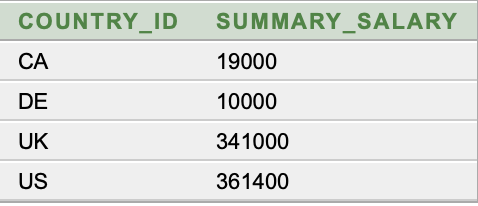 COUNTRY_ID SUMMARY_SALARY
CA 19000
DE 10000
UK 341000
US 361400